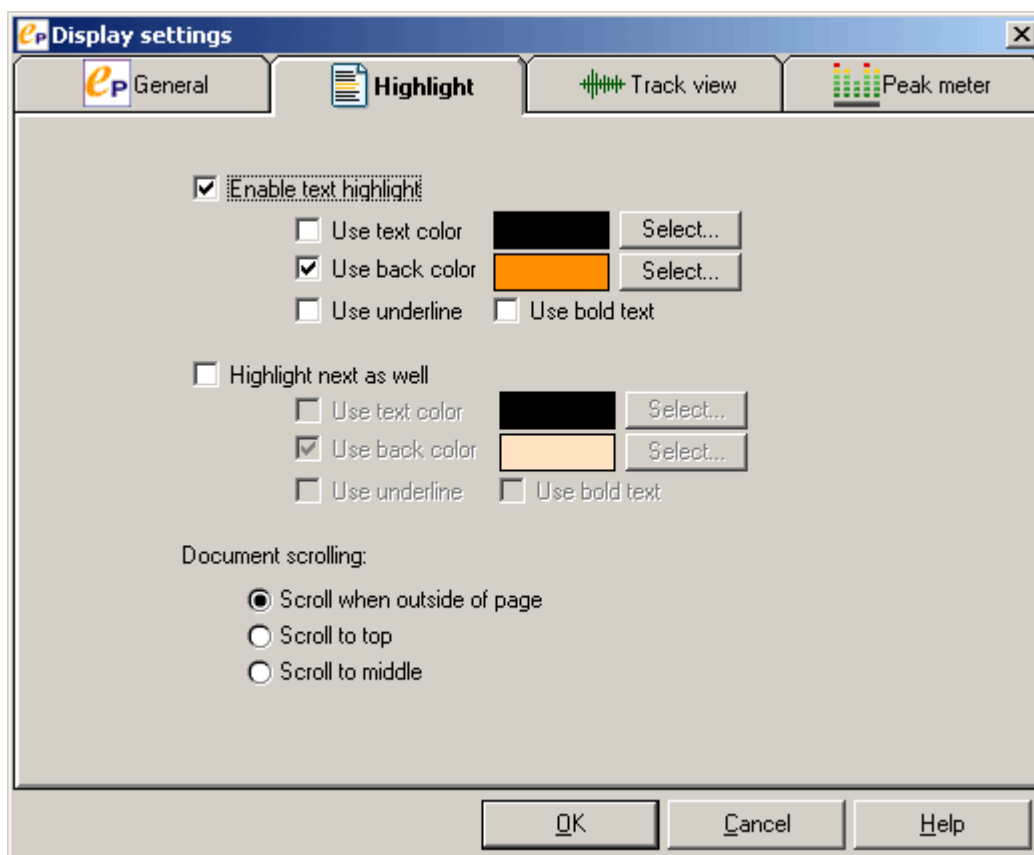 eP Display settings
eP General Highlight Track view Peak meter
Enable text highlight
Use text color Select...
Use back color Select...
Use underline Use bold text
Highlight next as well
Use text color Select...
Use back color Select...
Use underline Use bold text
Document scrolling:
Scroll when outside of page
Scroll to top
Scroll to middle
OK Cancel Help